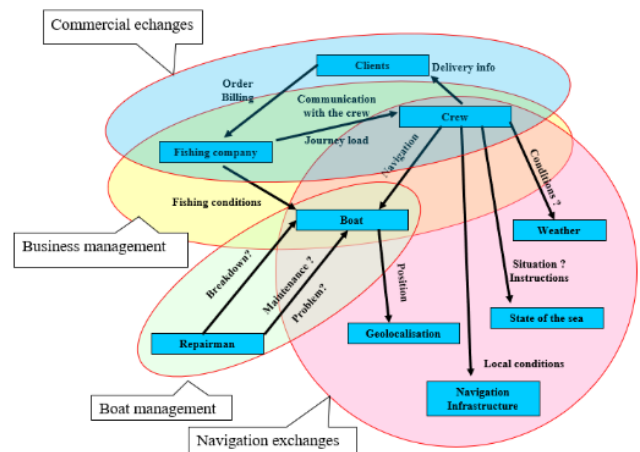 Commercial echanges
Clients
Delivery info
Order
Billing
Communication
with the crew
Crew
Journey load
Fishing company
Navigation
Conditions ?
Fishing conditions
Boat
Weather
Business management
Breakdown?
Maintenance ?
Problem?
Position
Situation ?
Instructions
State of the sea
Geolocalisation
Repairman
Local conditions
Navigation
Infrastructure
Boat management
Navigation exchanges